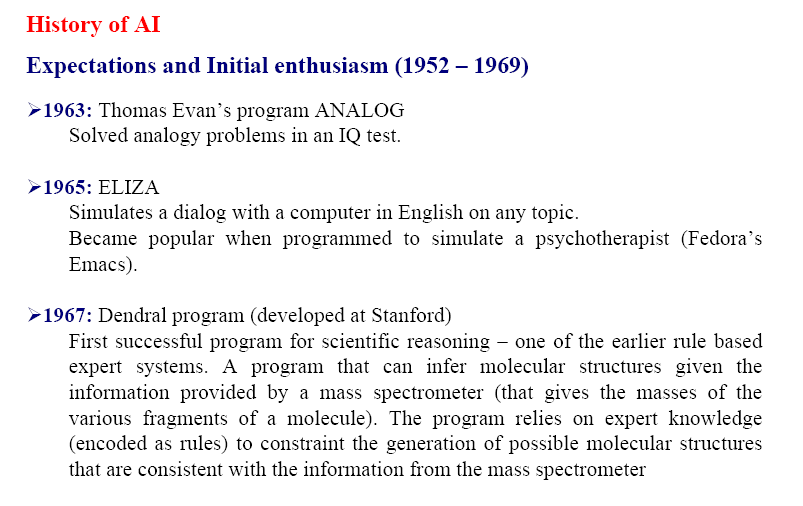 History of AI
Expectations and Initial enthusiasm (1952 – 1969)
➢1963: Thomas Evan's program ANALOG
Solved analogy problems in an IQ test.
➢1965: ELIZA
Simulates a dialog with a computer in English on any topic.
Became popular when programmed to simulate a psychotherapist (Fedora's
Emacs).
➢1967: Dendral program (developed at Stanford)
First successful program for scientific reasoning – one of the earlier rule based
expert systems. A program that can infer molecular structures given the
information provided by a mass spectrometer (that gives the masses of the
various fragments of a molecule). The program relies on expert knowledge
(encoded as rules) to constraint the generation of possible molecular structures
that are consistent with the information from the mass spectrometer